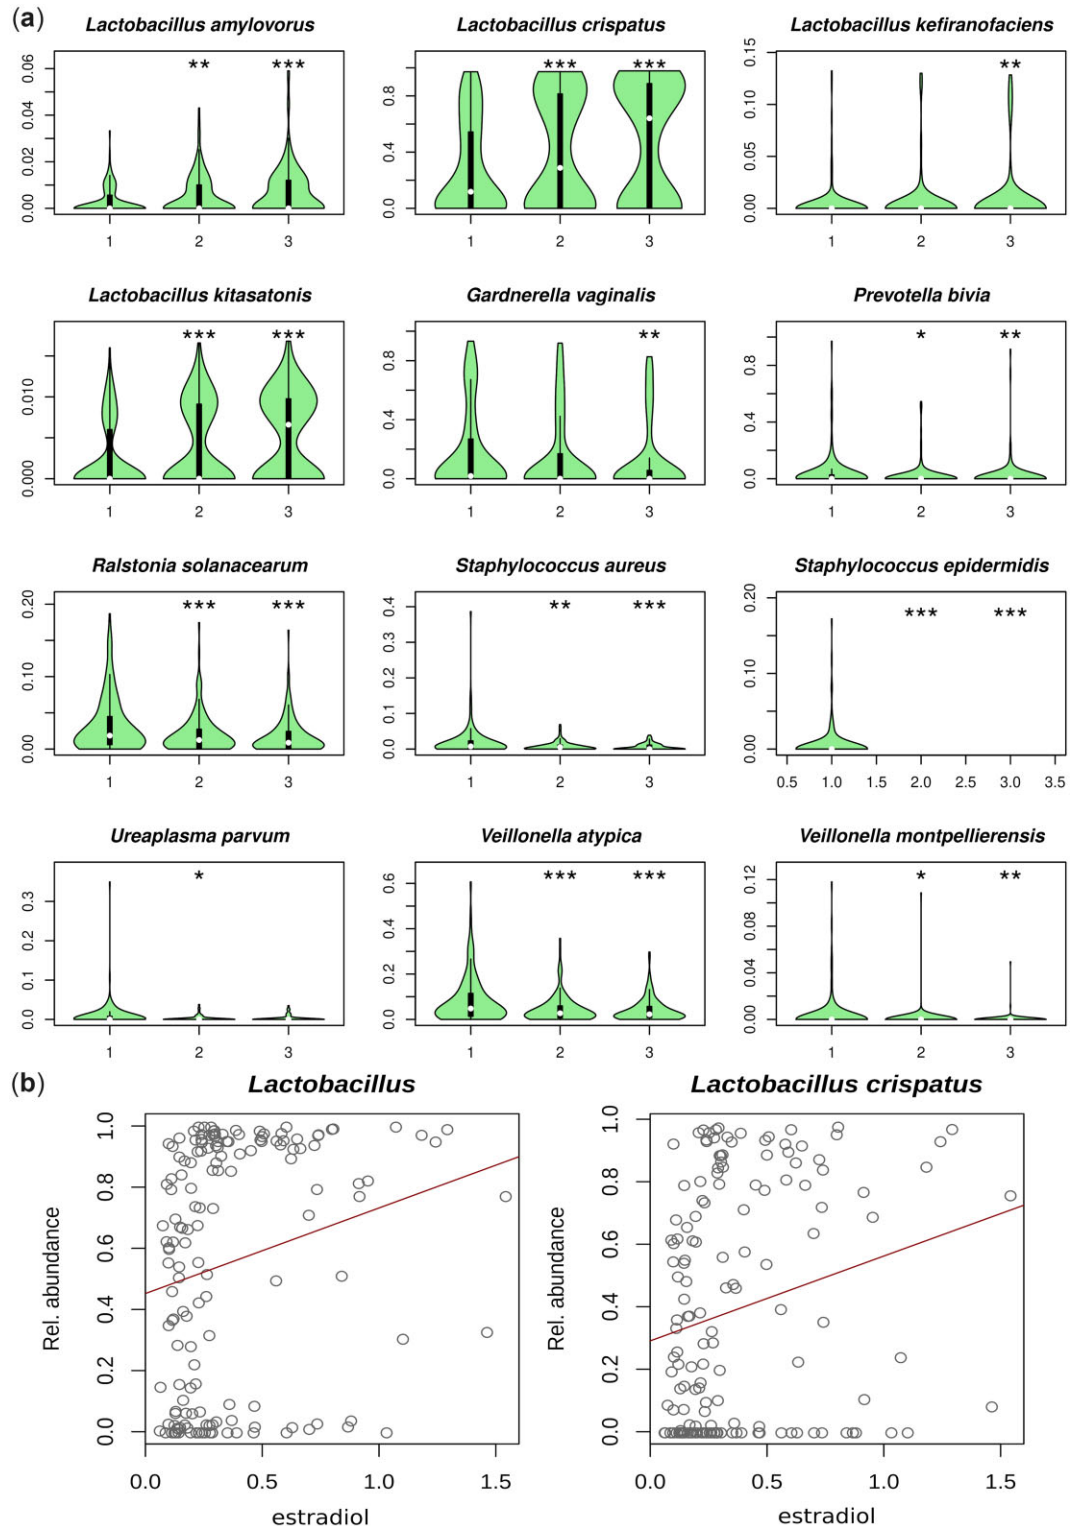 (a)
Lactobacillus amylovorus
0.00 0.02 0.04 0.06
** ***
1 2 3
Lactobacillus crispatus
0.0 0.4 0.8
*** ***
1 2 3
Lactobacillus kefiranofaciens
0.00 0.05 0.10 0.15
**
1 2 3
Lactobacillus kitasatonis
0.000 0.010
*** ***
1 2 3
Gardnerella vaginalis
0.0 0.4 0.8
**
1 2 3
Prevotella bivia
0.0 0.4 0.8
* **
1 2 3
Ralstonia solanacearum
0.00 0.10 0.20
*** ***
1 2 3
Staphylococcus aureus
0.0 0.1 0.2 0.3 0.4
** ***
1 2 3
Staphylococcus epidermidis
0.00 0.10 0.20
*** ***
0.5 1.0 1.5 2.0 2.5 3.0 3.5
Ureaplasma parvum
0.0 0.1 0.2 0.3
*
1 2 3
Veillonella atypica
0.0 0.2 0.4 0.6
*** ***
1 2 3
Veillonella montpellierensis
0.00 0.04 0.08 0.12
* **
1 2 3
(b)
Lactobacillus
Rel. abundance
0.0 0.2 0.4 0.6 0.8 1.0
0.0 0.5 1.0 1.5
estradiol
Lactobacillus crispatus
Rel. abundance
0.0 0.2 0.4 0.6 0.8 1.0
0.0 0.5 1.0 1.5
estradiol